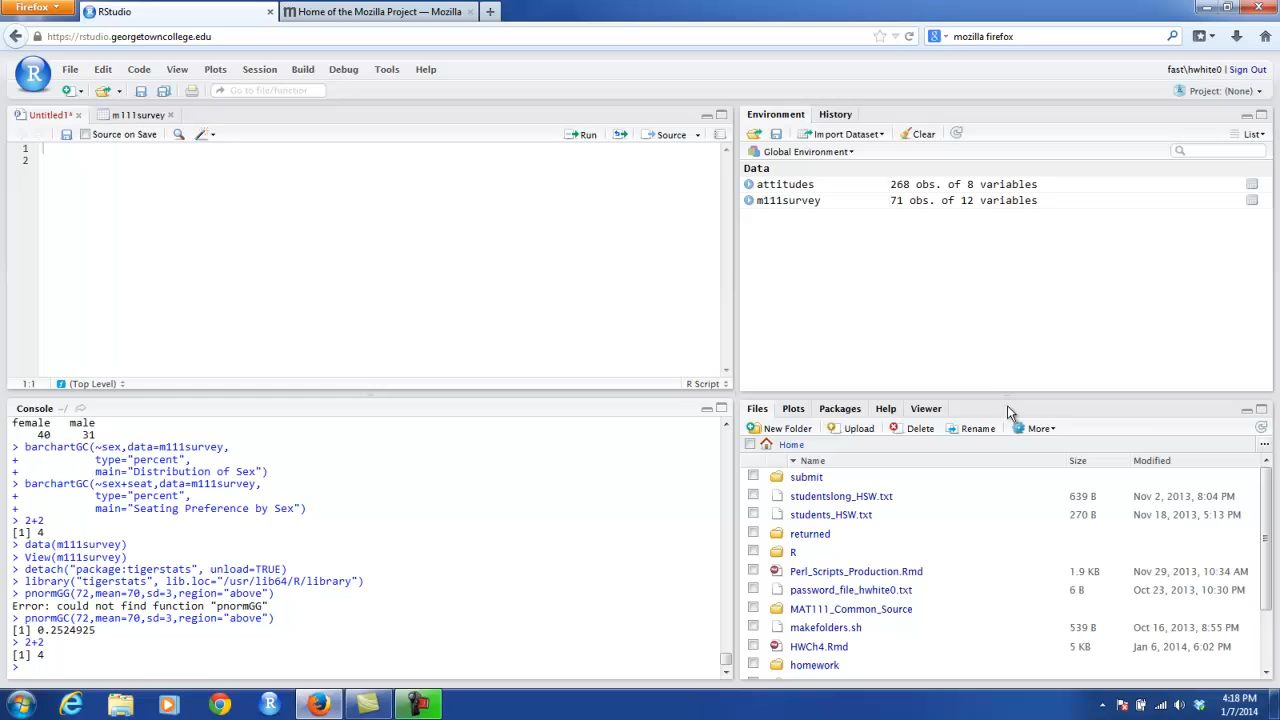 Firefox
RStudio
Home of the Mozilla Project — Mozilla
https://rstudio.georgetowncollege.edu
mozilla firefox
File Edit Code View Plots Session Build Debug Tools Help
fast\hwhite0 | Sign Out
Go to file/function
Project: (None)
Untitled1* m111survey
Source on Save Run Source
1
2
1:1 (Top Level) R Script
Console ~/
female male
40 31
> barchartGC(~sex,data=m111survey,
+ type="percent",
+ main="Distribution of Sex")
> barchartGC(~sex+seat,data=m111survey,
+ type="percent",
+ main="Seating Preference by Sex")
> 2+2
[1] 4
> data(m111survey)
> View(m111survey)
> detach("package:tigerstats", unload=TRUE)
> library("tigerstats", lib.loc="/usr/lib64/R/library")
> pnormGG(72,mean=70,sd=3,region="above")
Error: could not find function "pnormGG"
> pnormGC(72,mean=70,sd=3,region="above")
[1] 0.2524925
> 2+2
[1] 4
>
Environment History
Import Dataset Clear List
Global Environment
Data
attitudes 268 obs. of 8 variables
m111survey 71 obs. of 12 variables
Files Plots Packages Help Viewer
New Folder Upload Delete Rename More
Home
Name Size Modified
submit
studentslong_HSW.txt 639 B Nov 2, 2013, 8:04 PM
students_HSW.txt 270 B Nov 18, 2013, 5:13 PM
returned
R
Perl_Scripts_Production.Rmd 1.9 KB Nov 29, 2013, 10:34 AM
password_file_hwhite0.txt 6 B Oct 23, 2013, 10:30 PM
MAT111_Common_Source
makefolders.sh 539 B Oct 16, 2013, 8:55 PM
HWCh4.Rmd 5 KB Jan 6, 2014, 6:02 PM
homework
4:18 PM
1/7/2014